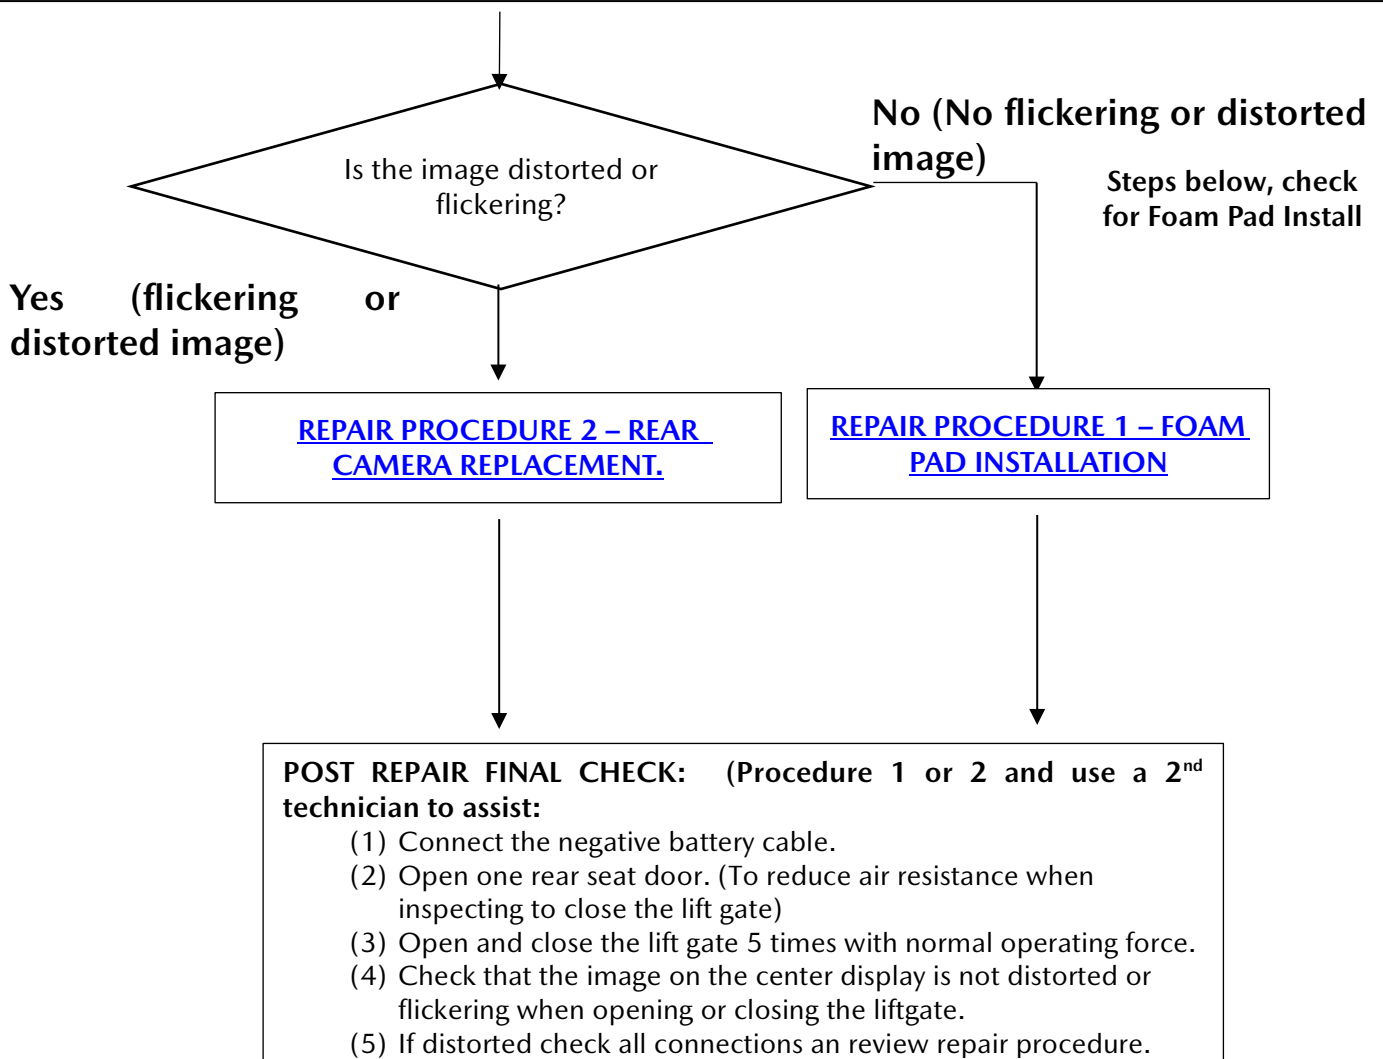 No (No flickering or distorted
image)
Is the image distorted or
flickering?
Steps below, check
for Foam Pad Install
Yes (flickering or
distorted image)
REPAIR PROCEDURE 2 – REAR
CAMERA REPLACEMENT.
REPAIR PROCEDURE 1 – FOAM
PAD INSTALLATION
POST REPAIR FINAL CHECK: (Procedure 1 or 2 and use a 2nd
technician to assist:
(1) Connect the negative battery cable.
(2) Open one rear seat door. (To reduce air resistance when
inspecting to close the lift gate)
(3) Open and close the lift gate 5 times with normal operating force.
(4) Check that the image on the center display is not distorted or
flickering when opening or closing the liftgate.
(5) If distorted check all connections an review repair procedure.